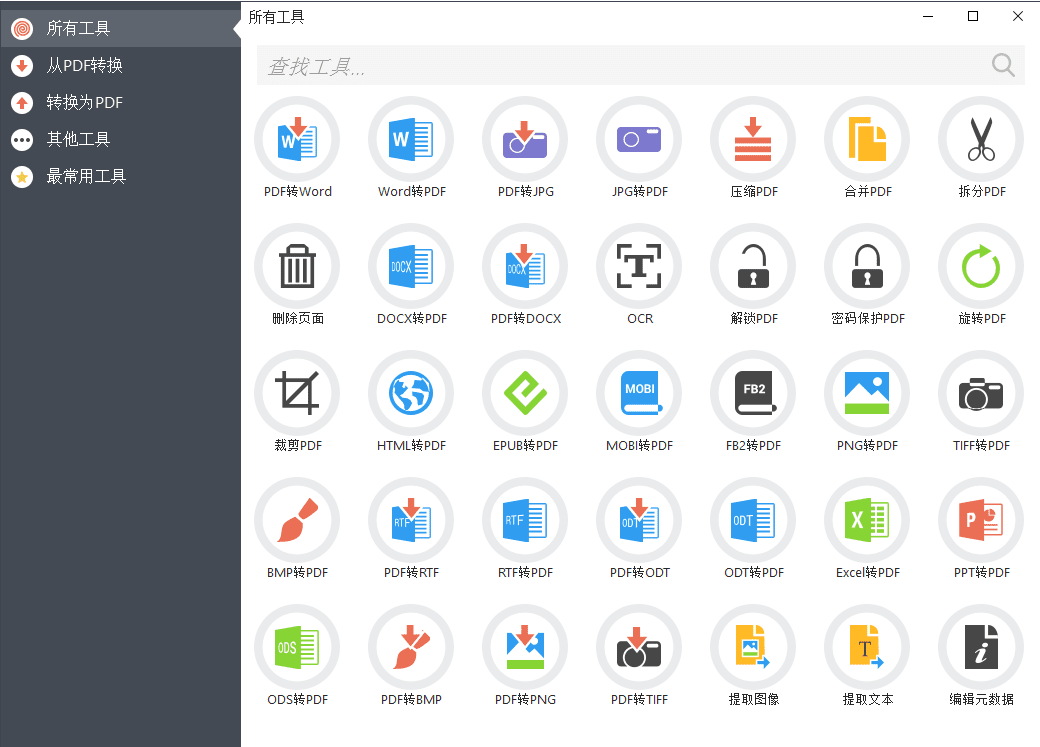 所有工具
从PDF转换
转换为PDF
其他工具
最常用工具
所有工具
查找工具...
W W
PDF转Word Word转PDF PDF转JPG JPG转PDF 压缩PDF 合并PDF 拆分PDF
DOCX DOCX T
删除页面 DOCX转PDF PDF转DOCX OCR 解锁PDF 密码保护PDF 旋转PDF
MOBI FB2
裁剪PDF HTML转PDF EPUB转PDF MOBI转PDF FB2转PDF PNG转PDF TIFF转PDF
RTF RTF ODT ODT X P
BMP转PDF PDF转RTF RTF转PDF PDF转ODT ODT转PDF Excel转PDF PPT转PDF
ODS T i
ODS转PDF PDF转BMP PDF转PNG PDF转TIFF 提取图像 提取文本 编辑元数据